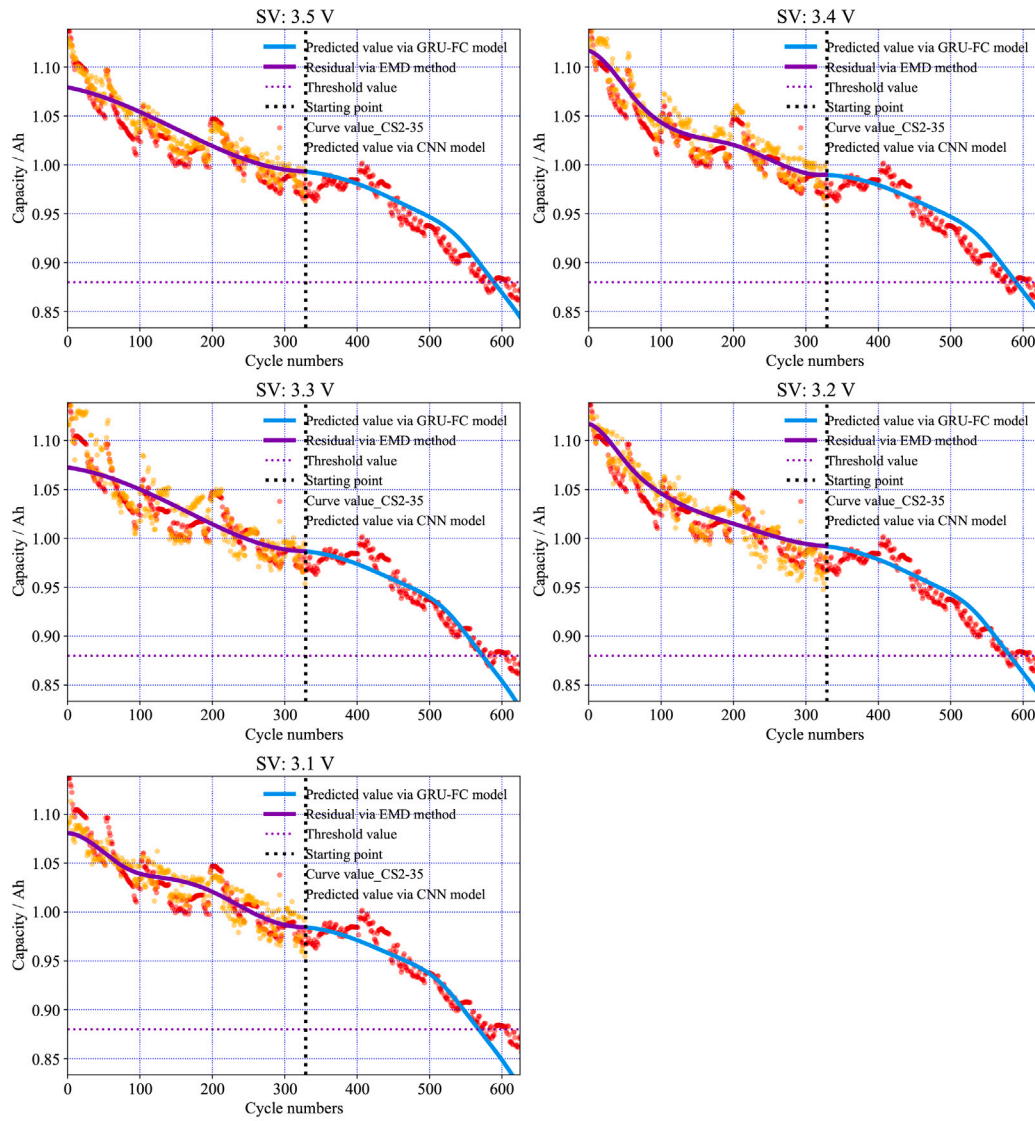 SV: 3.5 V
Predicted value via GRU-FC model
Residual via EMD method
Threshold value
Starting point
Curve value_CS2-35
Predicted value via CNN model
Capacity / Ah
1.10
1.05
1.00
0.95
0.90
0.85
0 100 200 300 400 500 600
Cycle numbers
SV: 3.4 V
Predicted value via GRU-FC model
Residual via EMD method
Threshold value
Starting point
Curve value_CS2-35
Predicted value via CNN model
Capacity / Ah
1.10
1.05
1.00
0.95
0.90
0.85
0 100 200 300 400 500 600
Cycle numbers
SV: 3.3 V
Predicted value via GRU-FC model
Residual via EMD method
Threshold value
Starting point
Curve value_CS2-35
Predicted value via CNN model
Capacity / Ah
1.10
1.05
1.00
0.95
0.90
0.85
0 100 200 300 400 500 600
Cycle numbers
SV: 3.2 V
Predicted value via GRU-FC model
Residual via EMD method
Threshold value
Starting point
Curve value_CS2-35
Predicted value via CNN model
Capacity / Ah
1.10
1.05
1.00
0.95
0.90
0.85
0 100 200 300 400 500 600
Cycle numbers
SV: 3.1 V
Predicted value via GRU-FC model
Residual via EMD method
Threshold value
Starting point
Curve value_CS2-35
Predicted value via CNN model
Capacity / Ah
1.10
1.05
1.00
0.95
0.90
0.85
0 100 200 300 400 500 600
Cycle numbers